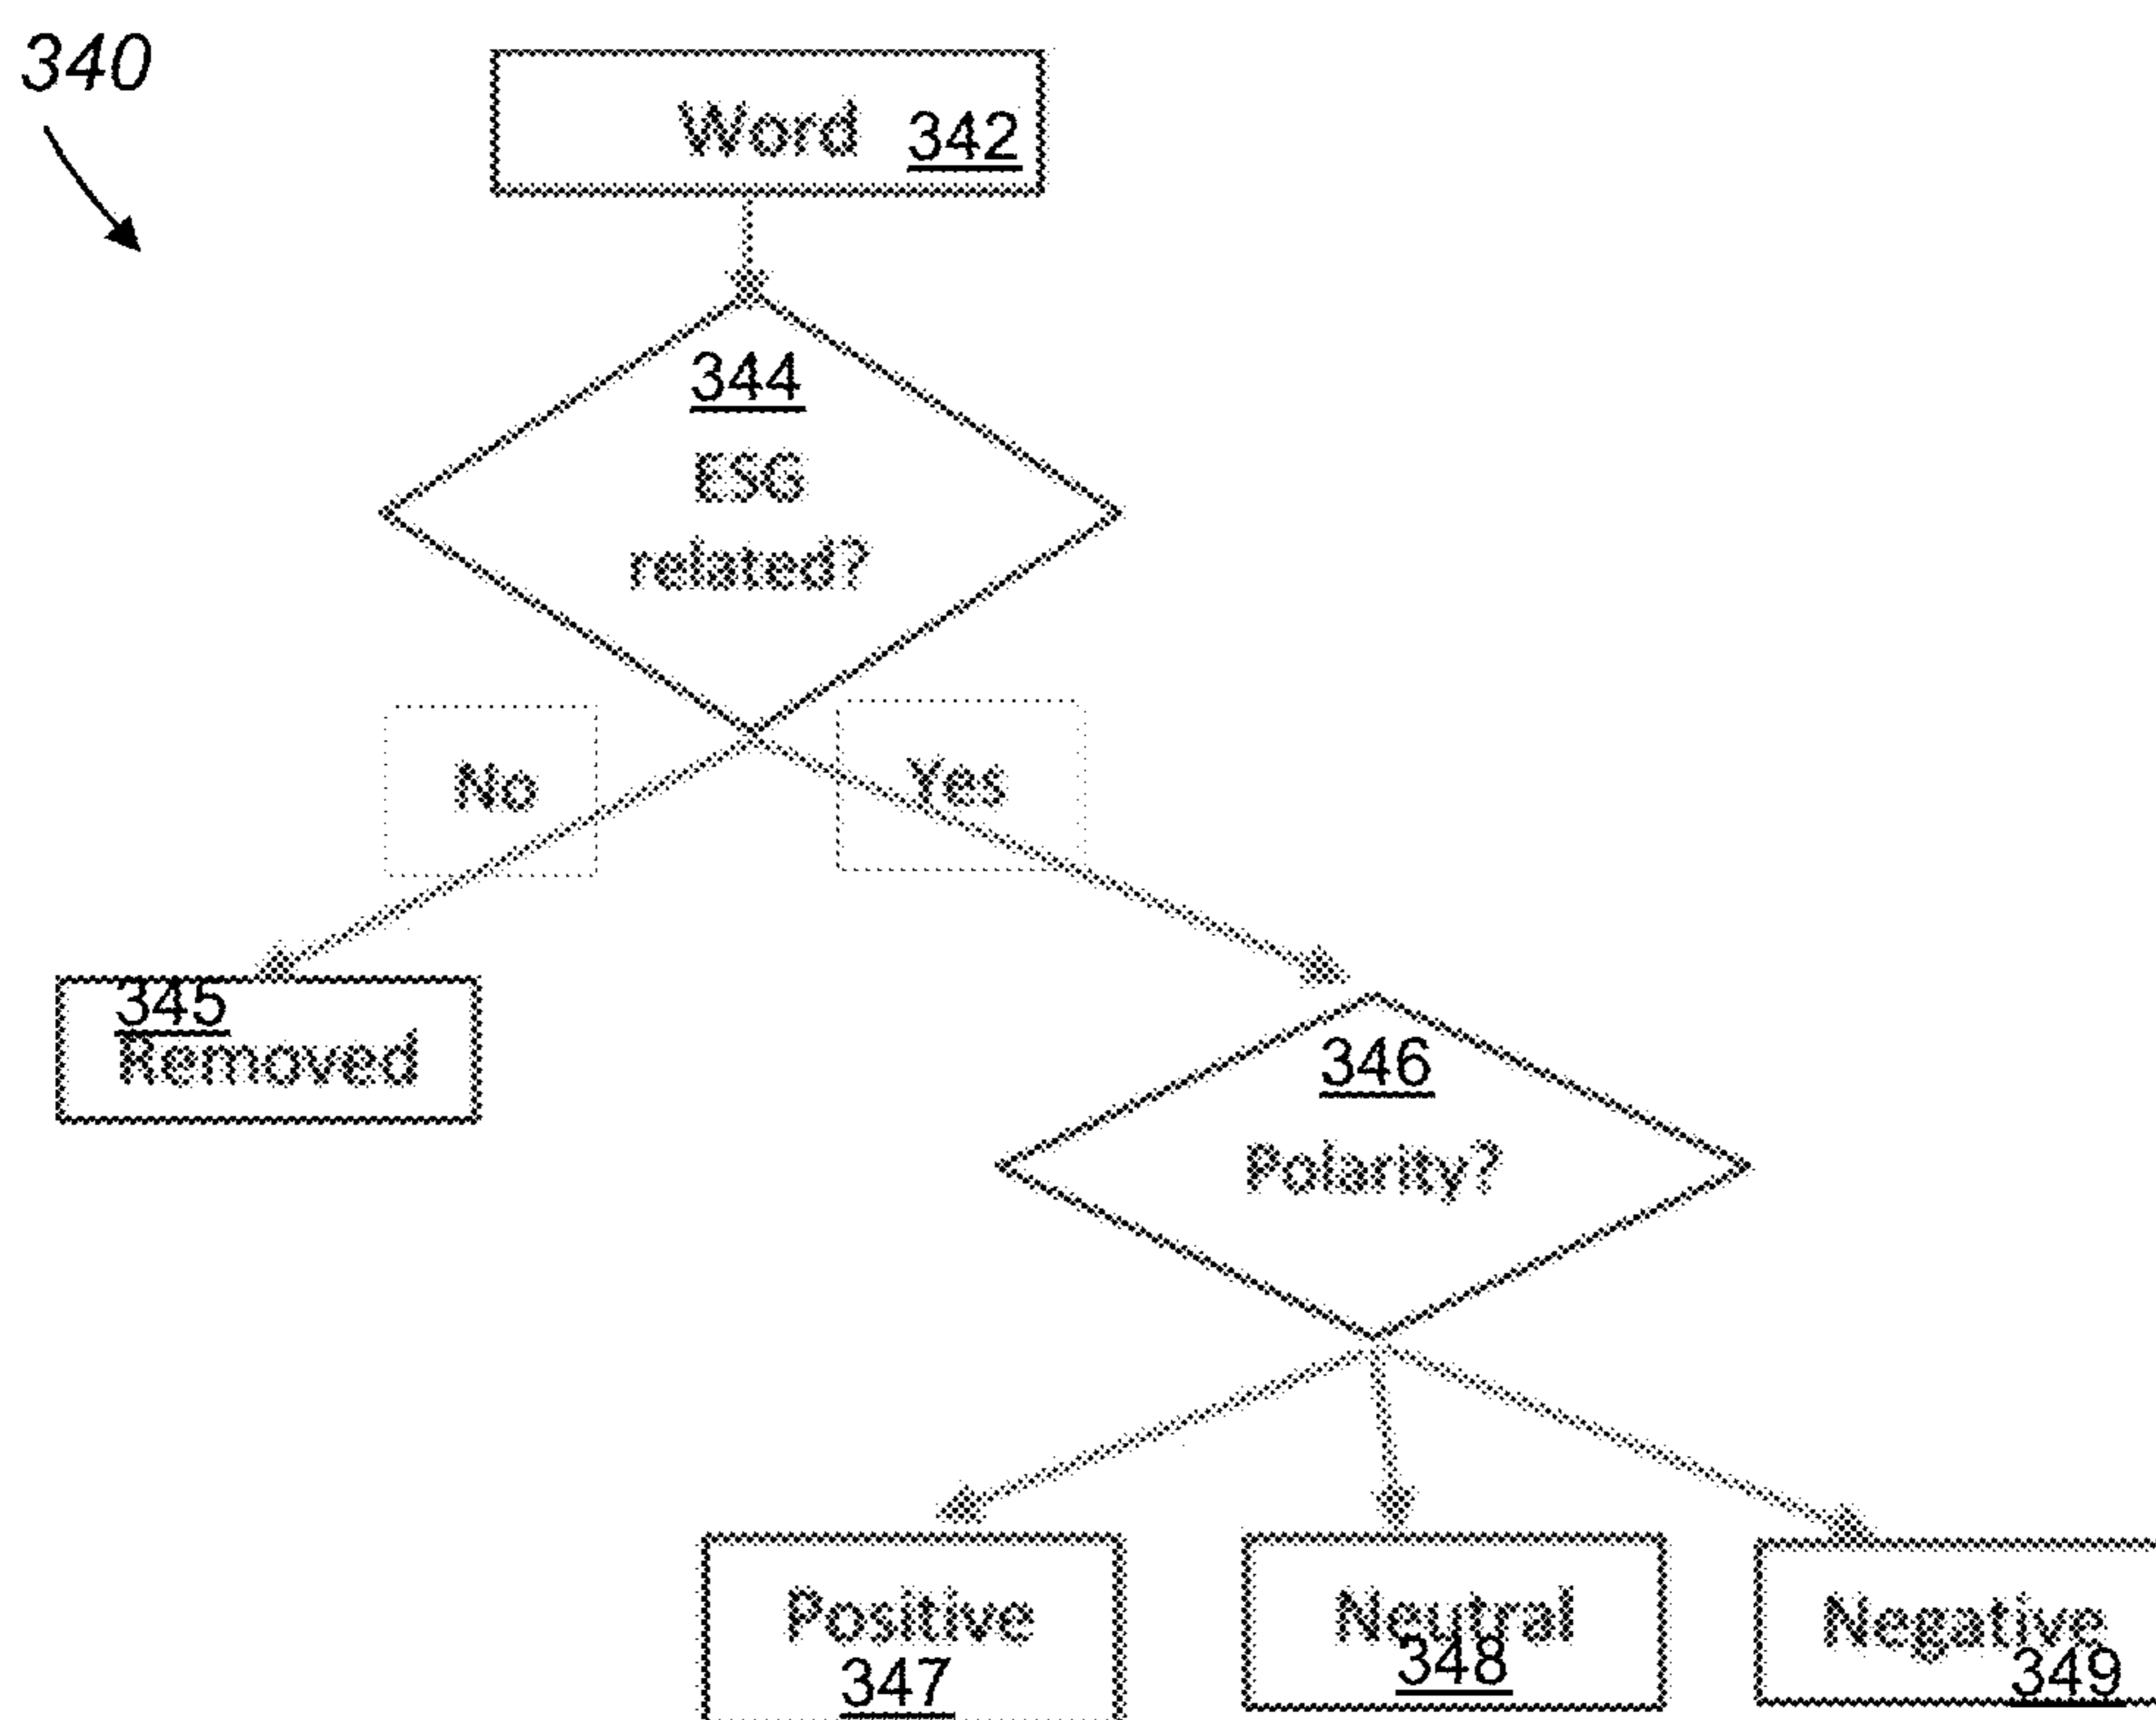 340
Word 342
344
ESG
related?
No
Yes
345
Removed
346
Polarity?
Positive
347
Neutral
348
Negative
349